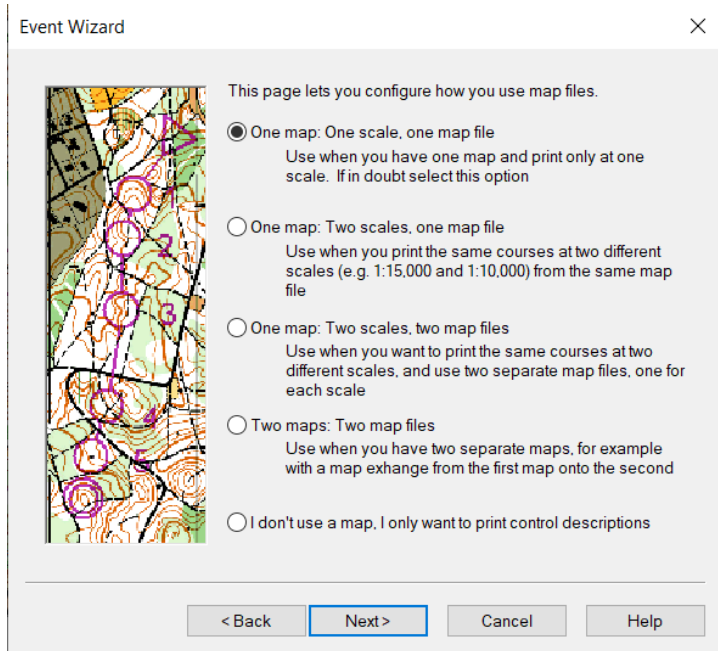 Event Wizard
This page lets you configure how you use map files.
One map: One scale, one map file
Use when you have one map and print only at one
scale. If in doubt select this option
One map: Two scales, one map file
Use when you print the same courses at two different
scales (e.g. 1:15,000 and 1:10,000) from the same map
file
One map: Two scales, two map files
Use when you want to print the same courses at two
different scales, and use two separate map files, one for
each scale
Two maps: Two map files
Use when you have two separate maps, for example
with a map exhange from the first map onto the second
I don't use a map, I only want to print control descriptions
1
2
3
4
5
< Back
Next >
Cancel
Help